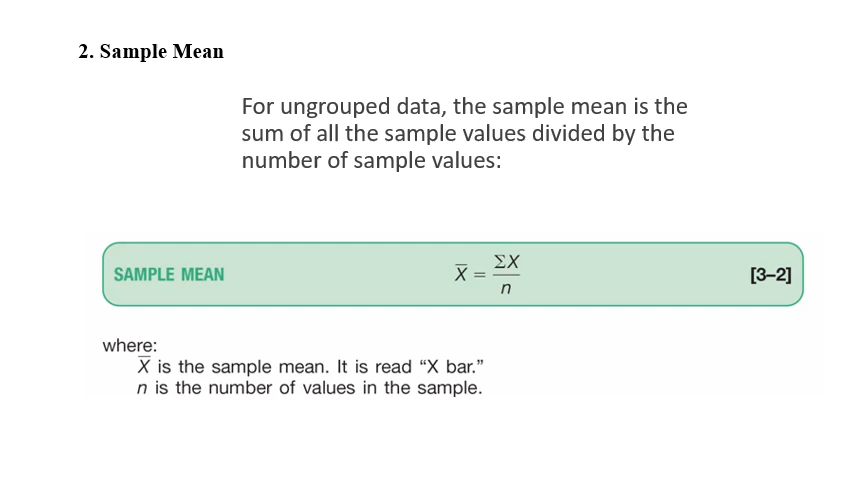 2. Sample Mean
For ungrouped data, the sample mean is the
sum of all the sample values divided by the
number of sample values:
SAMPLE MEAN X̅ = ΣX / n [3–2]
where:
X̅ is the sample mean. It is read “X bar.”
n is the number of values in the sample.